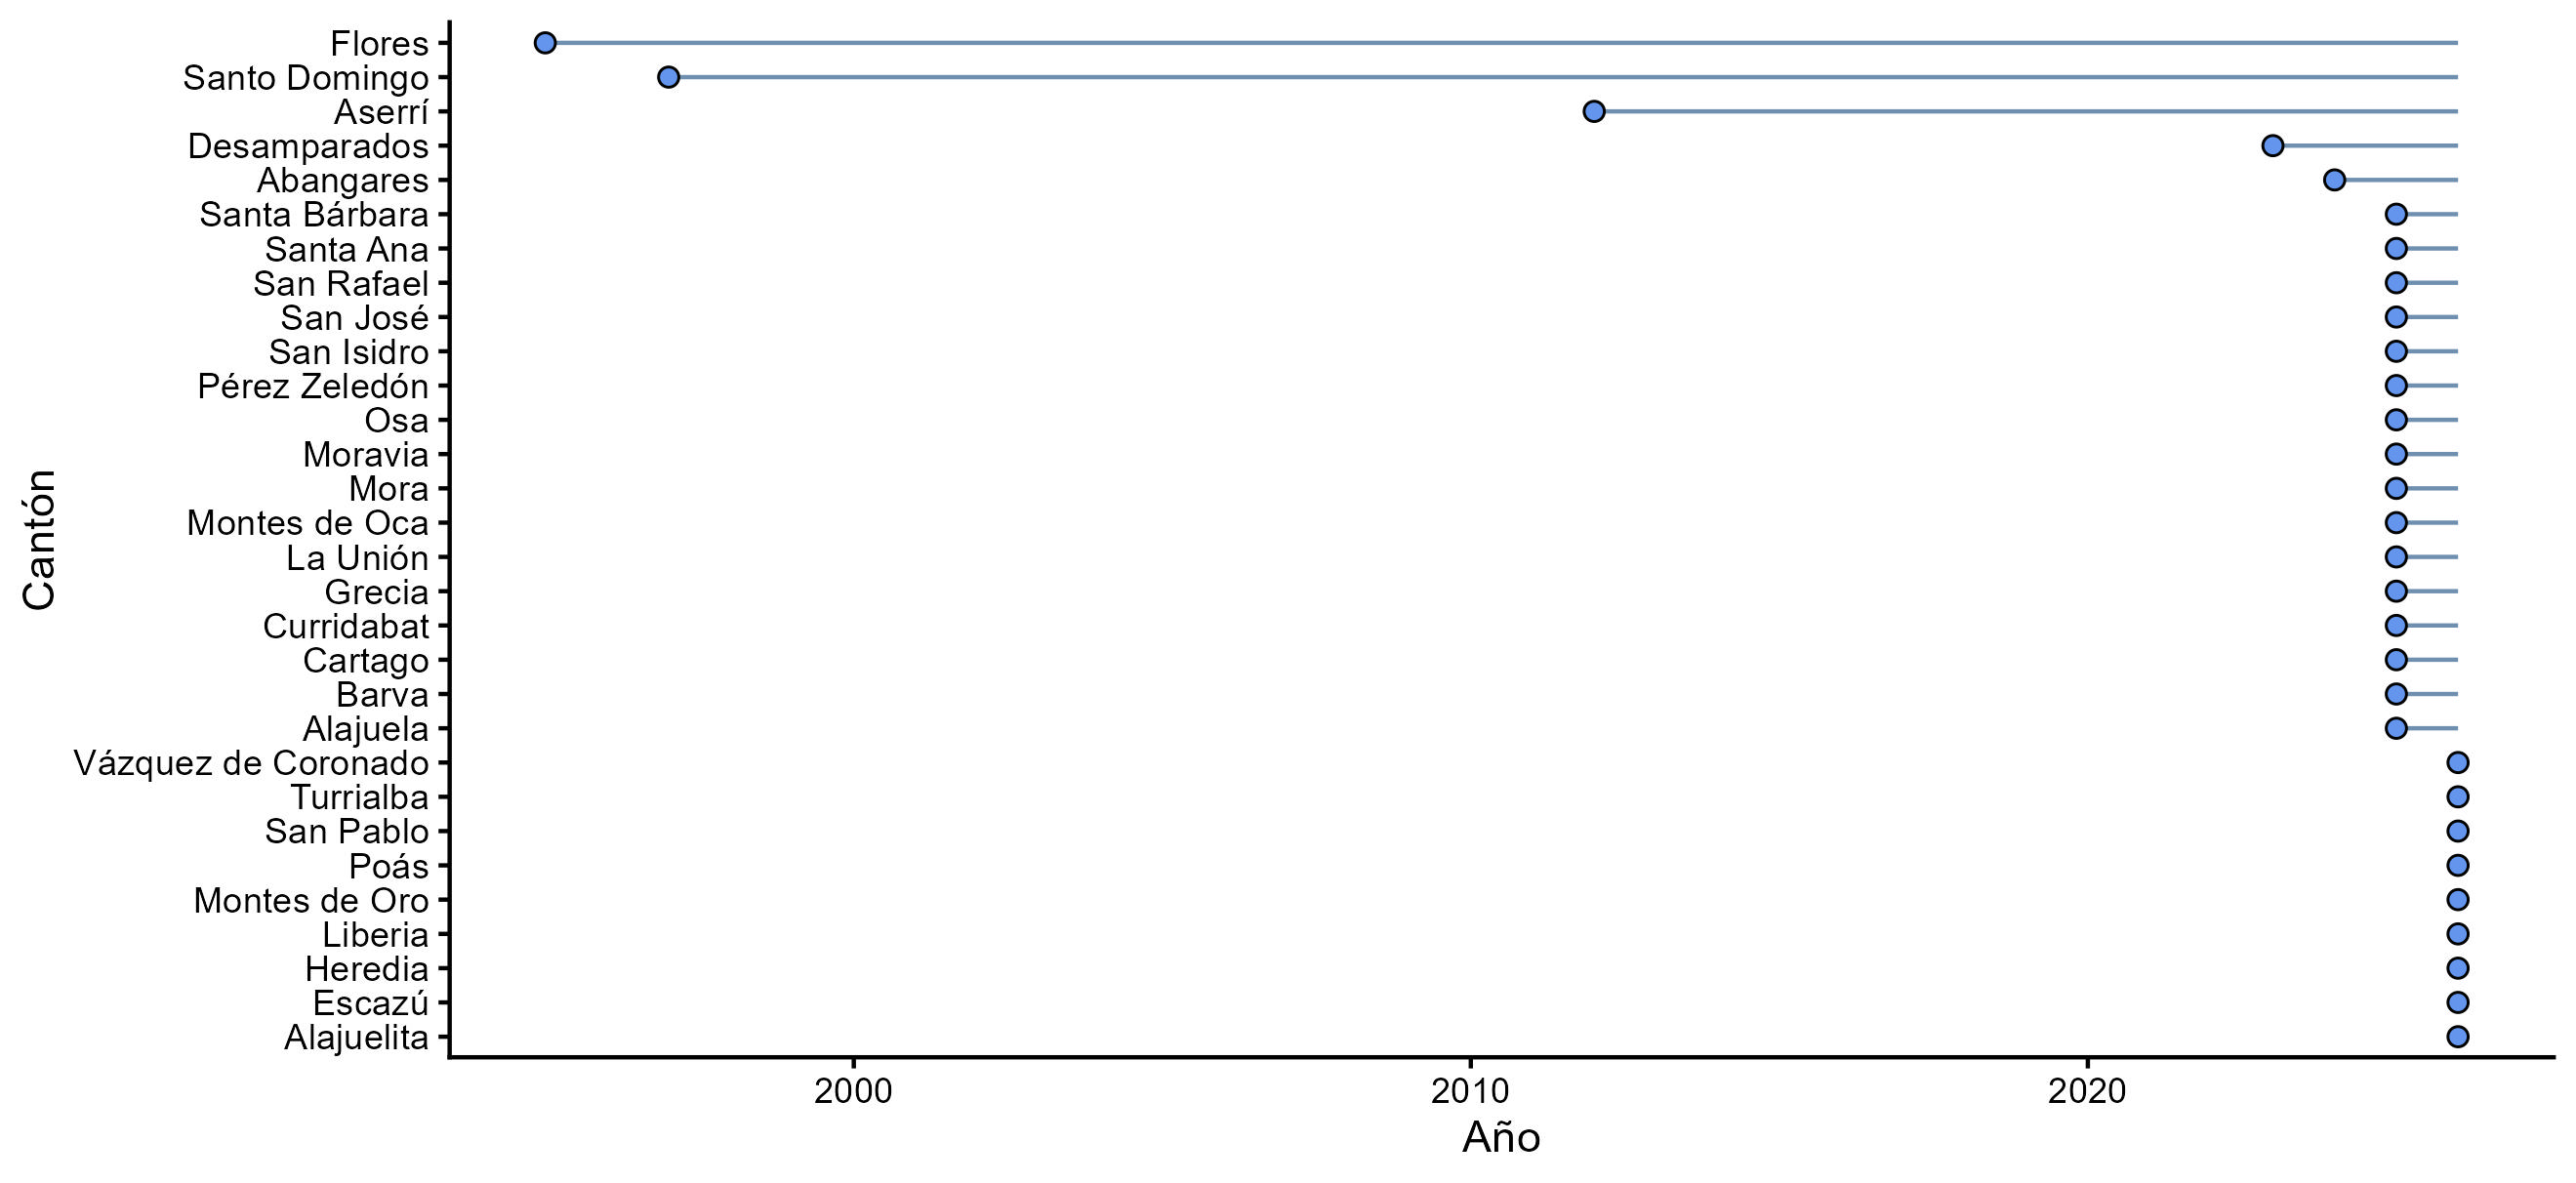 Flores
Santo Domingo
Aserrí
Desamparados
Abangares
Santa Bárbara
Santa Ana
San Rafael
San José
San Isidro
Pérez Zeledón
Osa
Moravia
Mora
Montes de Oca
La Unión
Grecia
Curridabat
Cartago
Barva
Alajuela
Vázquez de Coronado
Turrialba
San Pablo
Poás
Montes de Oro
Liberia
Heredia
Escazú
Alajuelita
Cantón
2000 2010 2020
Año